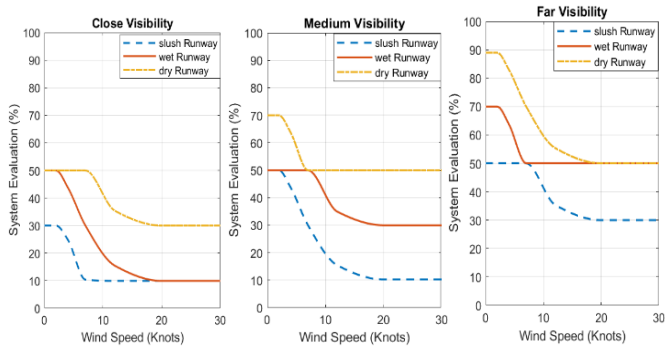 Close Visibility
slush Runway
wet Runway
dry Runway
System Evaluation (%)
100
90
80
70
60
50
40
30
20
10
0
0 10 20 30
Wind Speed (Knots)
Medium Visibility
slush Runway
wet Runway
dry Runway
System Evaluation (%)
100
90
80
70
60
50
40
30
20
10
0
0 10 20 30
Wind Speed (Knots)
Far Visibility
slush Runway
wet Runway
dry Runway
System Evaluation (%)
100
90
80
70
60
50
40
30
20
10
0
0 10 20 30
Wind Speed (Knots)